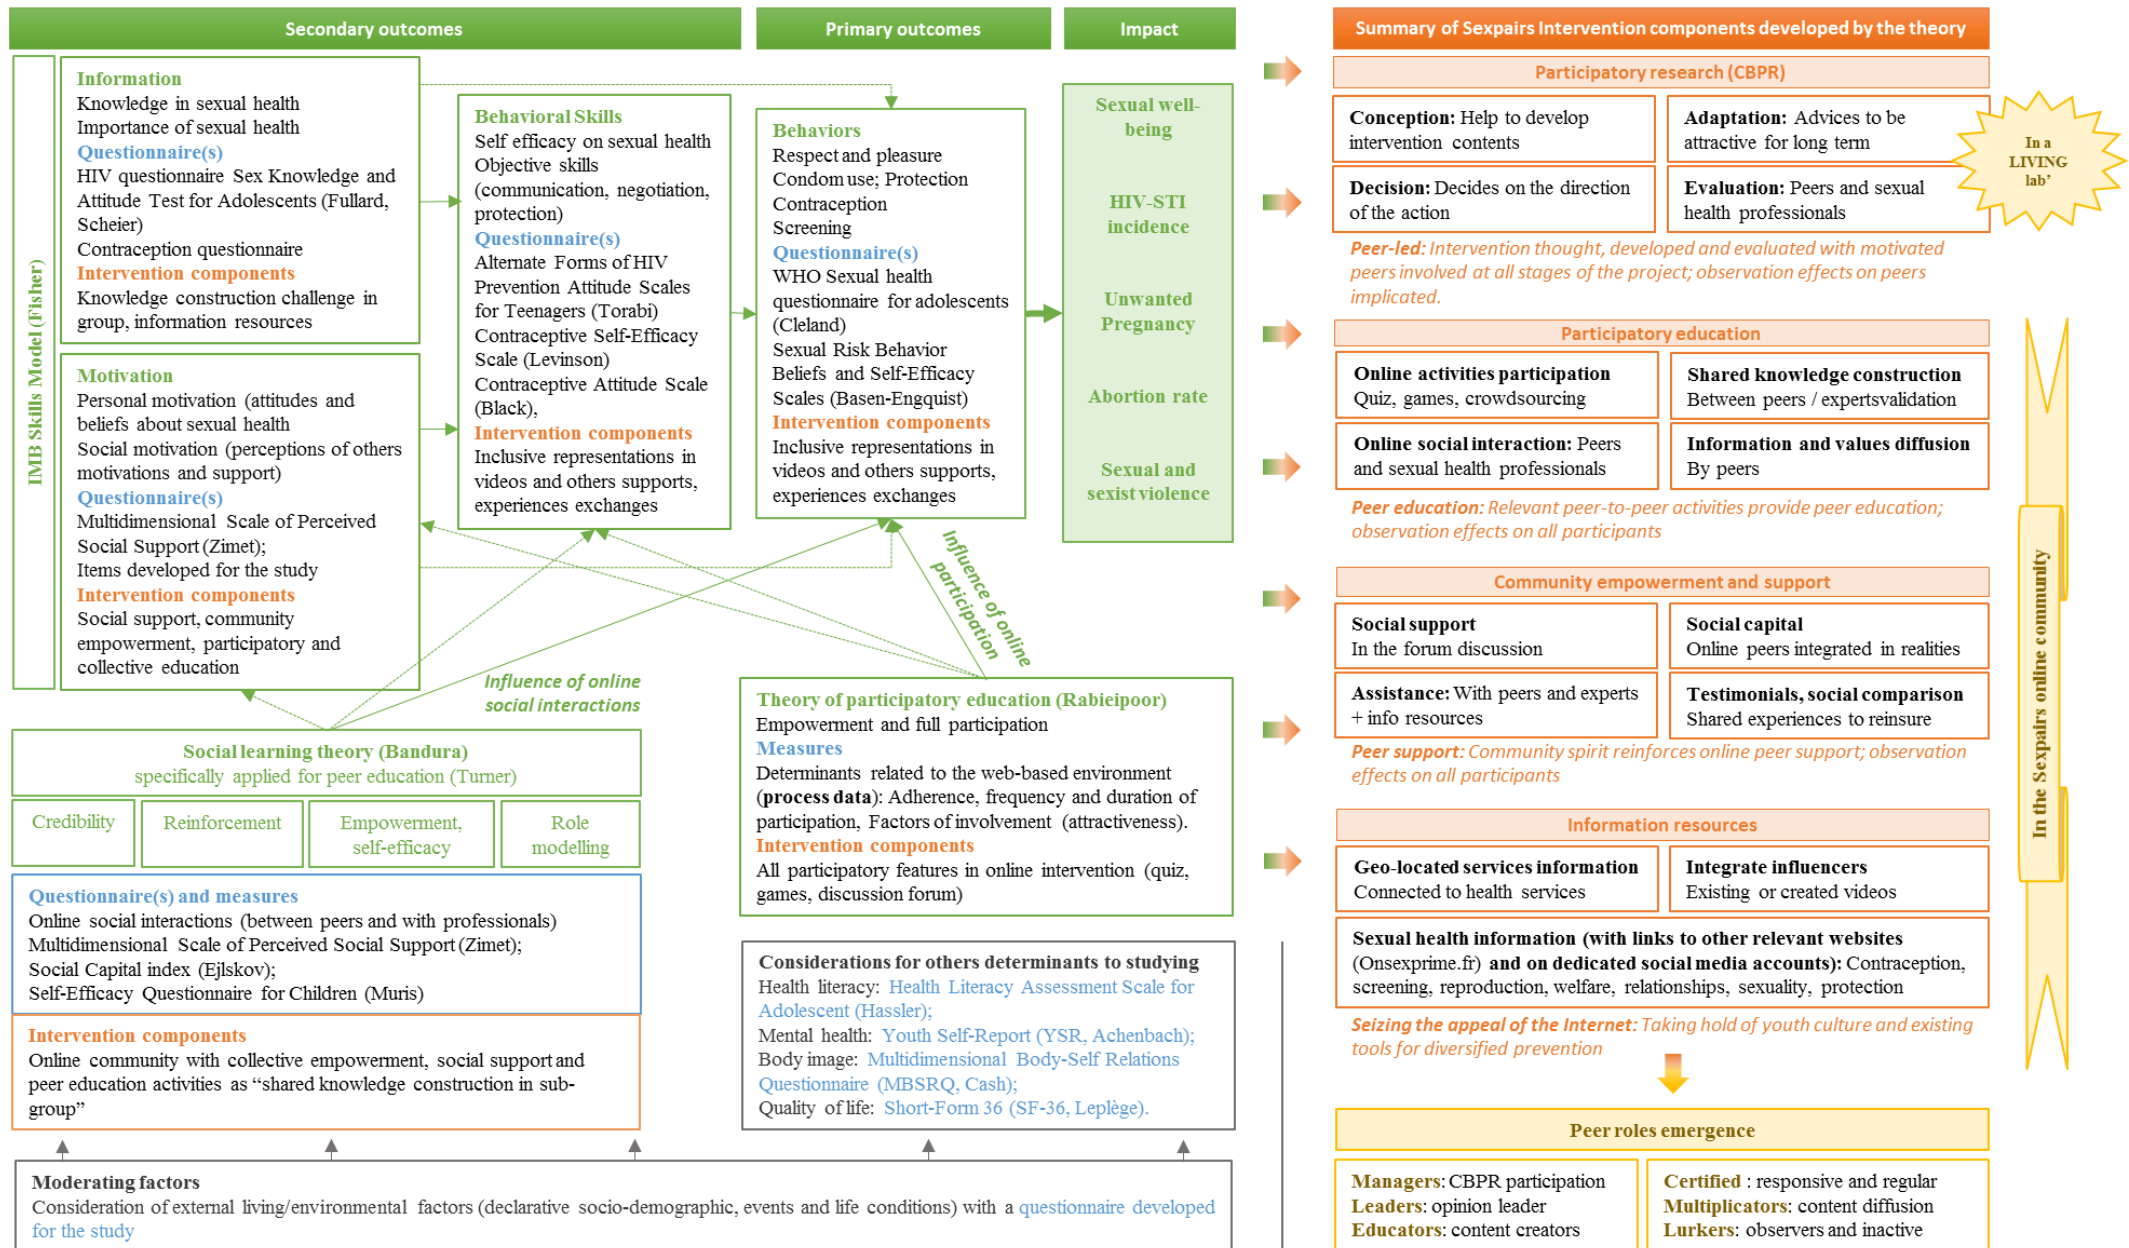 Secondary outcomes
Primary outcomes
Impact
IMB Skills Model (Fisher)
Information
Knowledge in sexual health
Importance of sexual health
Questionnaire(s)
HIV questionnaire Sex Knowledge and
Attitude Test for Adolescents (Fullard,
Scheier)
Contraception questionnaire
Intervention components
Knowledge construction challenge in
group, information resources
Motivation
Personal motivation (attitudes and
beliefs about sexual health
Social motivation (perceptions of others
motivations and support)
Questionnaire(s)
Multidimensional Scale of Perceived
Social Support (Zimet);
Items developed for the study
Intervention components
Social support, community
empowerment, participatory and
collective education
Behavioral Skills
Self efficacy on sexual health
Objective skills
(communication, negotiation,
protection)
Questionnaire(s)
Alternate Forms of HIV
Prevention Attitude Scales
for Teenagers (Torabi)
Contraceptive Self-Efficacy
Scale (Levinson)
Contraceptive Attitude Scale
(Black),
Intervention components
Inclusive representations in
videos and others supports,
experiences exchanges
Behaviors
Respect and pleasure
Condom use; Protection
Contraception
Screening
Questionnaire(s)
WHO Sexual health
questionnaire for adolescents
(Cleland)
Sexual Risk Behavior
Beliefs and Self-Efficacy
Scales (Basen-Engquist)
Intervention components
Inclusive representations in
videos and others supports,
experiences exchanges
Sexual well-
being
HIV-STI
incidence
Unwanted
Pregnancy
Abortion rate
Sexual and
sexist violence
Influence of online
social interactions
Influence of online
participation
Social learning theory (Bandura)
specifically applied for peer education (Turner)
Credibility
Reinforcement
Empowerment,
self-efficacy
Role
modelling
Questionnaire(s) and measures
Online social interactions (between peers and with professionals)
Multidimensional Scale of Perceived Social Support (Zimet);
Social Capital index (Ejlskov);
Self-Efficacy Questionnaire for Children (Muris)
Intervention components
Online community with collective empowerment, social support and
peer education activities as “shared knowledge construction in sub-
group”
Theory of participatory education (Rabieipoor)
Empowerment and full participation
Measures
Determinants related to the web-based environment
(process data): Adherence, frequency and duration of
participation, Factors of involvement (attractiveness).
Intervention components
All participatory features in online intervention (quiz,
games, discussion forum)
Considerations for others determinants to studying
Health literacy: Health Literacy Assessment Scale for
Adolescent (Hassler);
Mental health: Youth Self-Report (YSR, Achenbach);
Body image: Multidimensional Body-Self Relations
Questionnaire (MBSRQ, Cash);
Quality of life: Short-Form 36 (SF-36, Leplège).
Moderating factors
Consideration of external living/environmental factors (declarative socio-demographic, events and life conditions) with a questionnaire developed
for the study
Summary of Sexpairs Intervention components developed by the theory
Participatory research (CBPR)
Conception: Help to develop
intervention contents
Adaptation: Advices to be
attractive for long term
Decision: Decides on the direction
of the action
Evaluation: Peers and sexual
health professionals
Peer-led: Intervention thought, developed and evaluated with motivated
peers involved at all stages of the project; observation effects on peers
implicated.
In a
LIVING
lab’
Participatory education
Online activities participation
Quiz, games, crowdsourcing
Shared knowledge construction
Between peers / expertsvalidation
Online social interaction: Peers
and sexual health professionals
Information and values diffusion
By peers
Peer education: Relevant peer-to-peer activities provide peer education;
observation effects on all participants
Community empowerment and support
Social support
In the forum discussion
Social capital
Online peers integrated in realities
Assistance: With peers and experts
+ info resources
Testimonials, social comparison
Shared experiences to reinsure
Peer support: Community spirit reinforces online peer support; observation
effects on all participants
In the Sexpairs online community
Information resources
Geo-located services information
Connected to health services
Integrate influencers
Existing or created videos
Sexual health information (with links to other relevant websites
(Onsexprime.fr) and on dedicated social media accounts): Contraception,
screening, reproduction, welfare, relationships, sexuality, protection
Seizing the appeal of the Internet: Taking hold of youth culture and existing
tools for diversified prevention
Peer roles emergence
Managers: CBPR participation
Leaders: opinion leader
Educators: content creators
Certified : responsive and regular
Multiplicators: content diffusion
Lurkers: observers and inactive